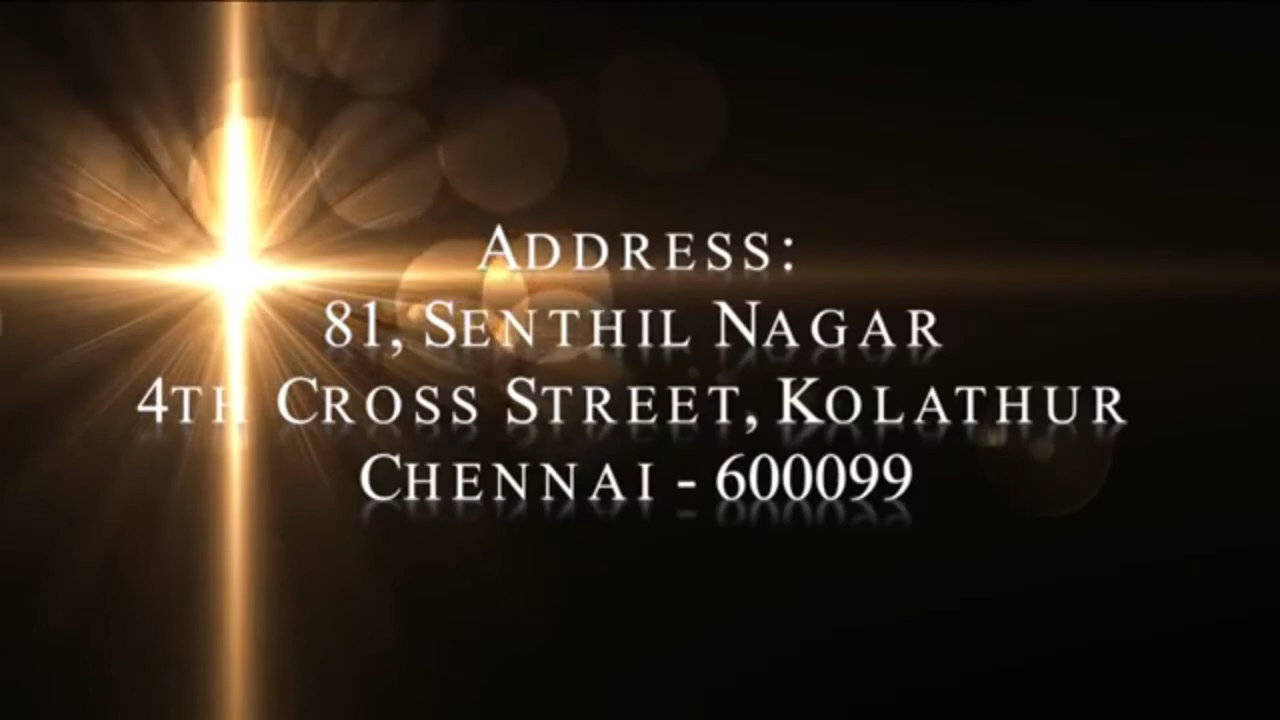 ADDRESS:
81, SENTHIL NAGAR
4TH CROSS STREET, KOLATHUR
CHENNAI - 600099